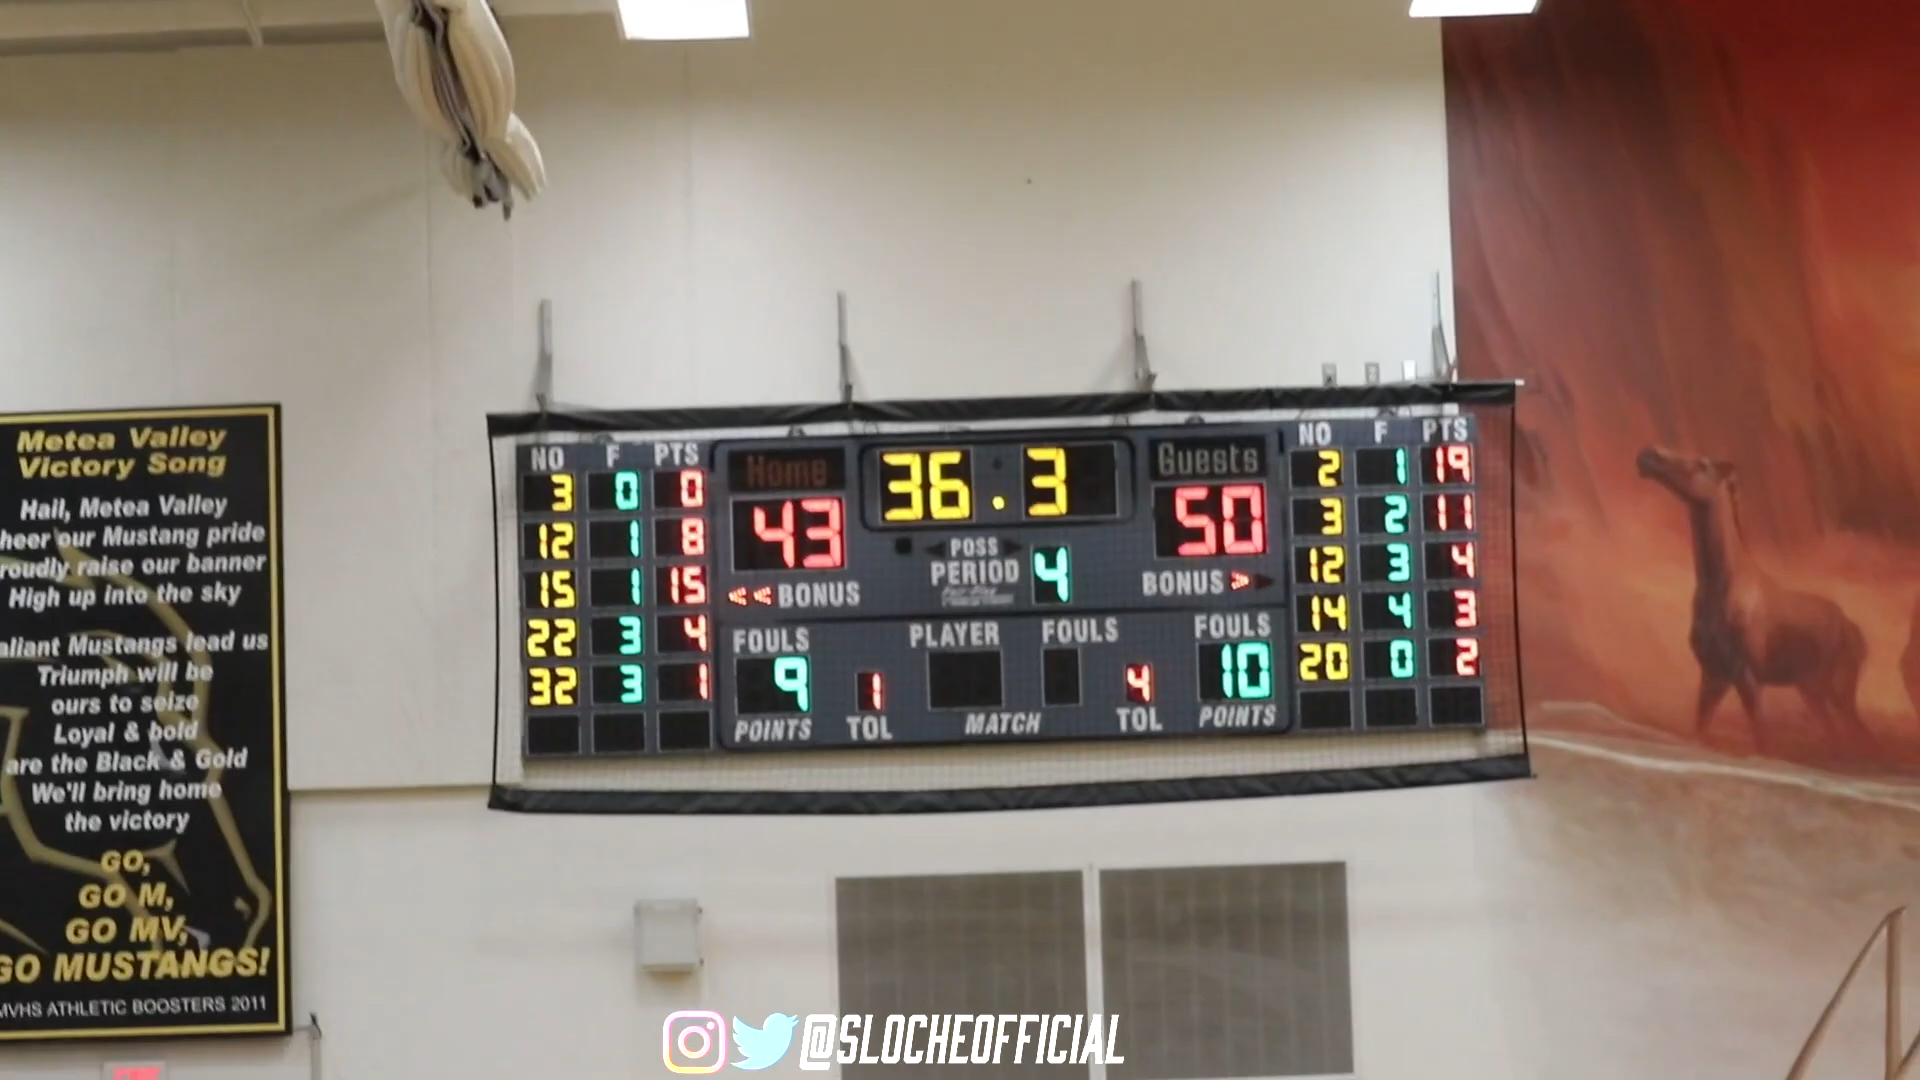 Metea Valley
Victory Song
Hail, Metea Valley
heer our Mustang pride
roudly raise our banner
High up into the sky
aliant Mustangs lead us
Triumph will be
ours to seize
Loyal & bold
are the Black & Gold
We'll bring home
the victory
GO,
GO M,
GO MV,
GO MUSTANGS!
MVHS ATHLETIC BOOSTERS 2011
NO F PTS
3 0 0
12 1 8
15 1 15
22 3 4
32 3 1
Home 36.3 Guests
43 50
POSS
PERIOD 4
BONUS BONUS
FOULS PLAYER FOULS FOULS
9 1 4 10
POINTS TOL MATCH TOL POINTS
NO F PTS
2 1 19
3 2 11
12 3 4
14 4 3
20 0 2
@SLOCHEOFFICIAL